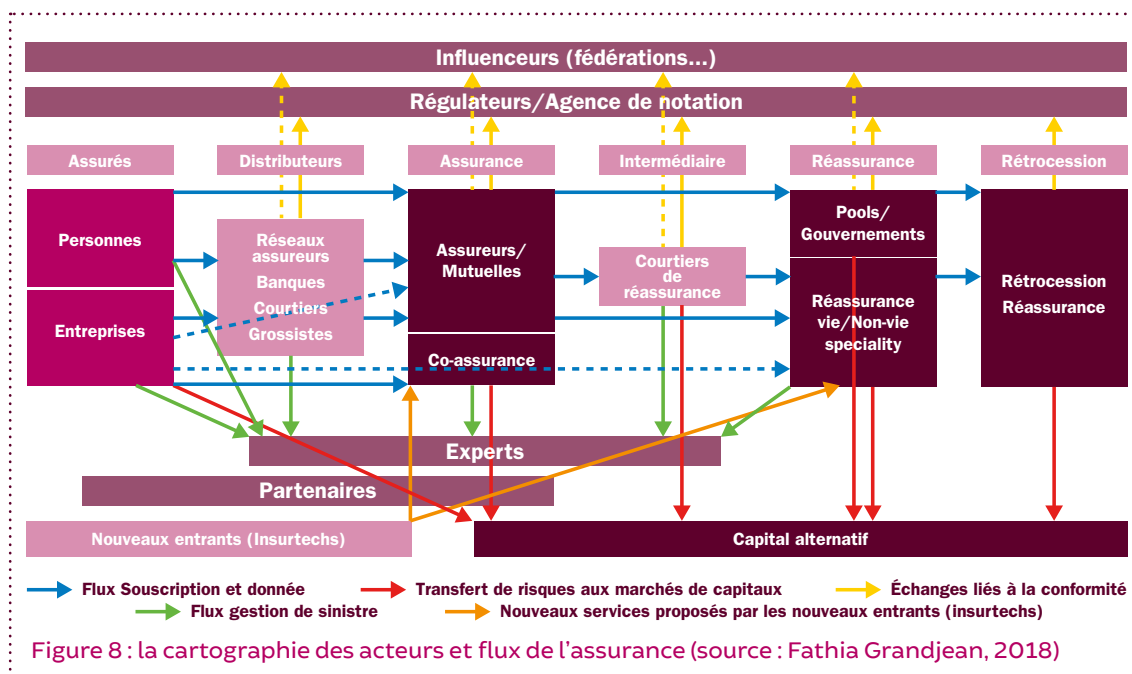 Influenceurs (fédérations...)
Régulateurs/Agence de notation
Assurés
Distributeurs
Assurance
Intermédiaire
Réassurance
Rétrocession
Personnes
Entreprises
Réseaux
assureurs
Banques
Courtiers
Grossistes
Assureurs/
Mutuelles
Co-assurance
Courtiers
de
réassurance
Pools/
Gouvernements
Réassurance
vie/Non-vie
speciality
Rétrocession
Réassurance
Experts
Partenaires
Nouveaux entrants (Insurtechs)
Capital alternatif
Flux Souscription et donnée
Transfert de risques aux marchés de capitaux
Échanges liés à la conformité
Flux gestion de sinistre
Nouveaux services proposés par les nouveaux entrants (insurtechs)
Figure 8 : la cartographie des acteurs et flux de l'assurance (source : Fathia Grandjean, 2018)